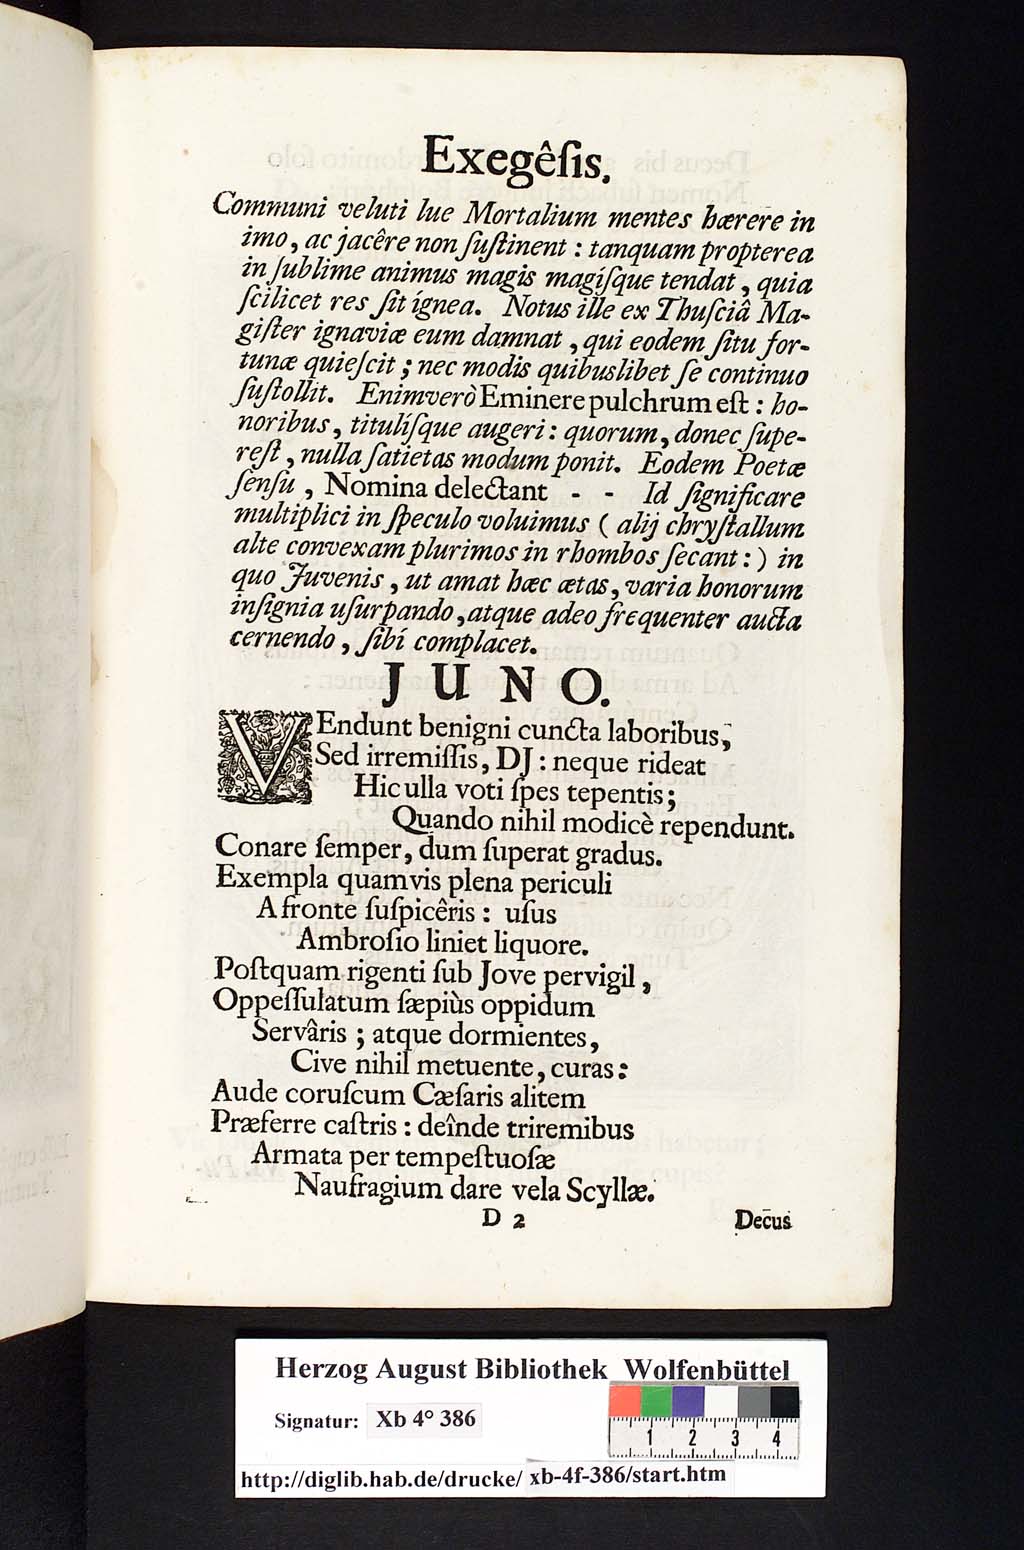 Exegêſis.
Communi veluti lue Mortalium mentes hærere in
imo, ac jacêre non ſuſtinent : tanquam propterea
in ſublime animus magis magíſque tendat, quia
ſcilicet res ſit ígnea. Notus ille ex Thuſciâ Ma-
giſter ignaviæ eum damnat, qui eodem ſitu for-
tunæ quieſcit ; nec modis quibuslibet ſe continuo
ſuſtollit. Enimverò Eminere pulchrum eſt : ho-
noribus, titulíſque augeri : quorum, donec ſupe-
reſt, nulla ſatietas modum ponit. Eodem Poetæ
ſenſu, Nomina delectant - - Id ſignificare
multiplici in ſpeculo voluimus ( alij chryſtallum
alte convexam plurimos in rhombos ſecant : ) in
quo Juvenis, ut amat hæc ætas, varia honorum
inſignia uſurpando, atque adeo frequenter aucta
cernendo, ſibí complacet.
JUNO.
VEndunt benigni cuncta laboribus,
Sed irremiſſis, DJ : neque rideat
Hic ulla voti ſpes tepentis ;
Quando nihil modicè rependunt.
Conare ſemper, dum ſuperat gradus.
Exempla quamvis plena periculi
A fronte ſuſpicêris : uſus
Ambroſio liniet liquore.
Poſtquam rigenti ſub Jove pervigil,
Oppeſſulatum ſæpiùs oppidum
Servâris ; atque dormientes,
Cive nihil metuente, curas :
Aude coruſcum Cæſaris alitem
Præferre caſtris : deînde triremibus
Armata per tempeſtuoſæ
Naufragium dare vela Scyllæ.
D 2
Decus
Herzog August Bibliothek Wolfenbüttel
Signatur: Xb 4° 386
1 2 3 4
http://diglib.hab.de/drucke/ xb-4f-386/start.htm